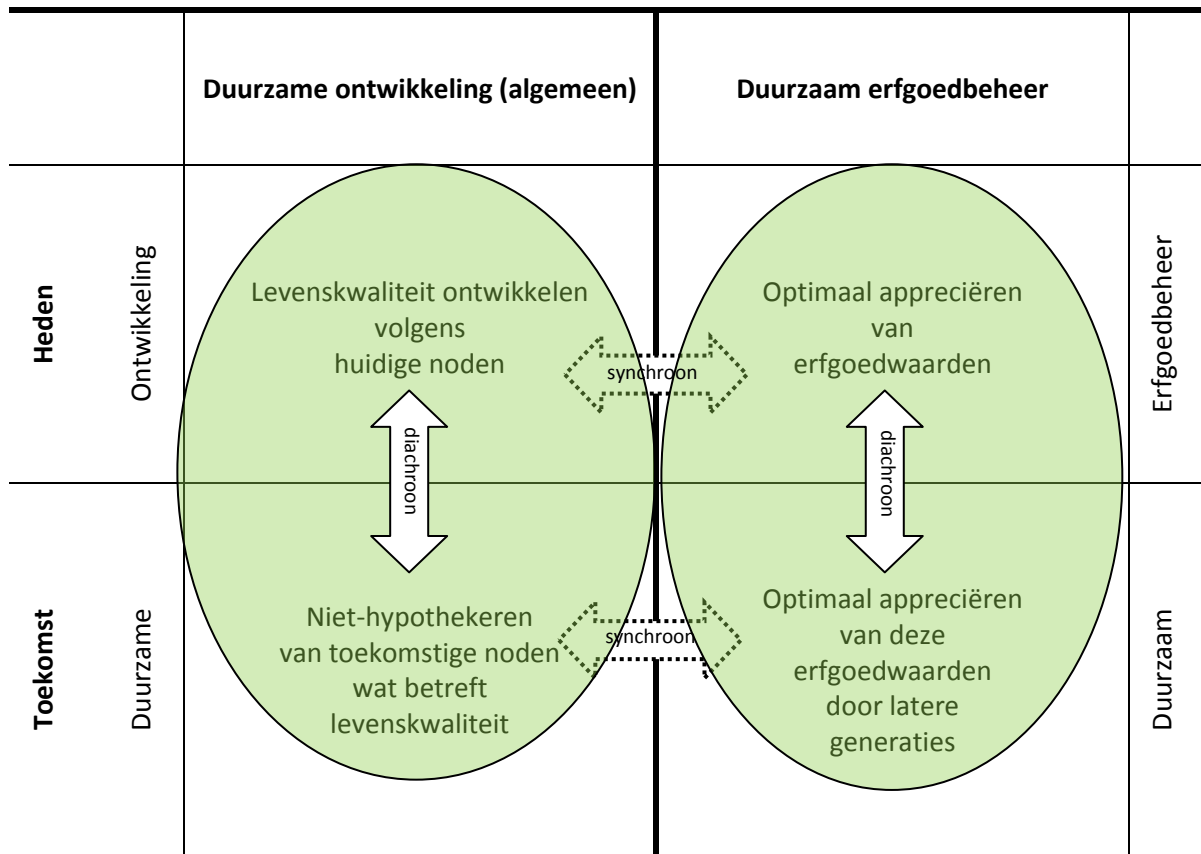 Duurzame ontwikkeling (algemeen)
Duurzaam erfgoedbeheer
Heden
Ontwikkeling
Levenskwaliteit ontwikkelen
volgens
huidige noden
synchroon
Optimaal appreciëren
van
erfgoedwaarden
Erfgoedbeheer
diachroon
diachroon
Toekomst
Duurzame
Niet-hypothekeren
van toekomstige noden
wat betreft
levenskwaliteit
synchroon
Optimaal appreciëren
van deze
erfgoedwaarden
door latere
generaties
Duurzaam